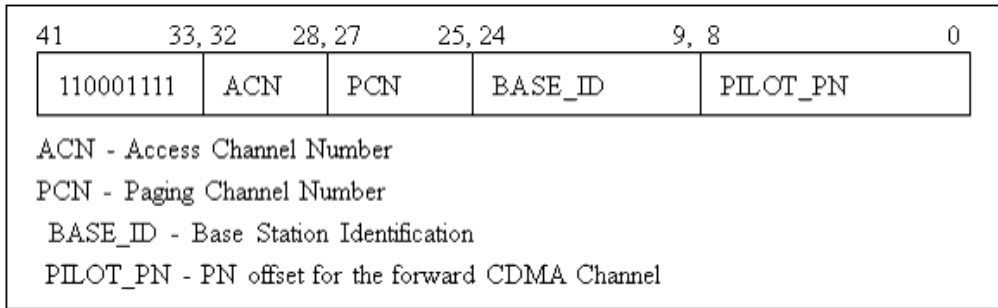 41 33, 32 28, 27 25, 24 9, 8 0
110001111 ACN PCN BASE_ID PILOT_PN
ACN - Access Channel Number
PCN - Paging Channel Number
BASE_ID - Base Station Identification
PILOT_PN - PN offset for the forward CDMA Channel